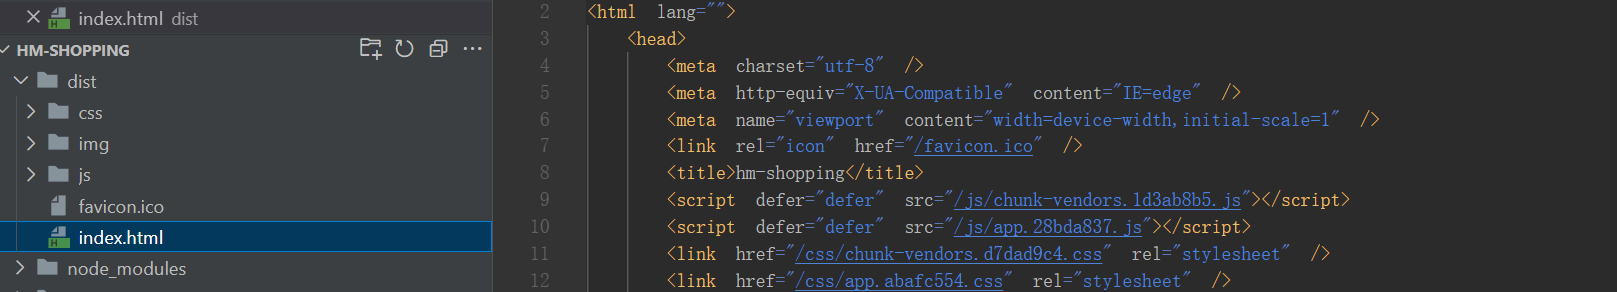 index.html dist
HM-SHOPPING
dist
css
img
js
favicon.ico
index.html
node_modules
2 <html lang="">
3 <head>
4 <meta charset="utf-8" />
5 <meta http-equiv="X-UA-Compatible" content="IE=edge" />
6 <meta name="viewport" content="width=device-width,initial-scale=1" />
7 <link rel="icon" href="/favicon.ico" />
8 <title>hm-shopping</title>
9 <script defer="defer" src="/js/chunk-vendors.1d3ab8b5.js"></script>
10 <script defer="defer" src="/js/app.28bda837.js"></script>
11 <link href="/css/chunk-vendors.d7dad9c4.css" rel="stylesheet" />
12 <link href="/css/app.abafc554.css" rel="stylesheet" />